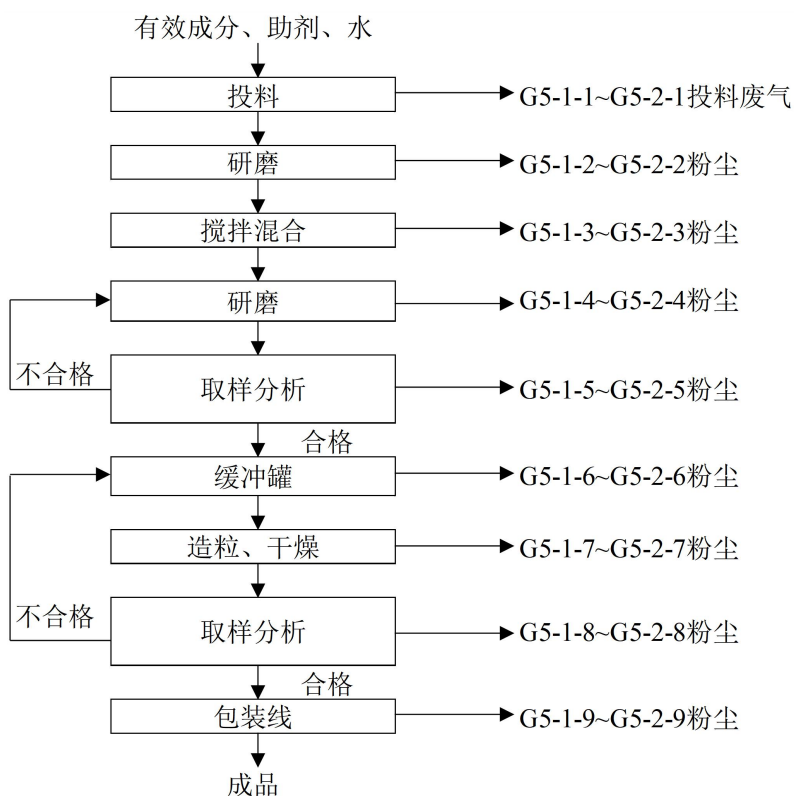 有效成分、助剂、水
投料
G5-1-1~G5-2-1投料废气
研磨
G5-1-2~G5-2-2粉尘
搅拌混合
G5-1-3~G5-2-3粉尘
研磨
G5-1-4~G5-2-4粉尘
不合格
取样分析
G5-1-5~G5-2-5粉尘
合格
缓冲罐
G5-1-6~G5-2-6粉尘
造粒、干燥
G5-1-7~G5-2-7粉尘
不合格
取样分析
G5-1-8~G5-2-8粉尘
合格
包装线
G5-1-9~G5-2-9粉尘
成品